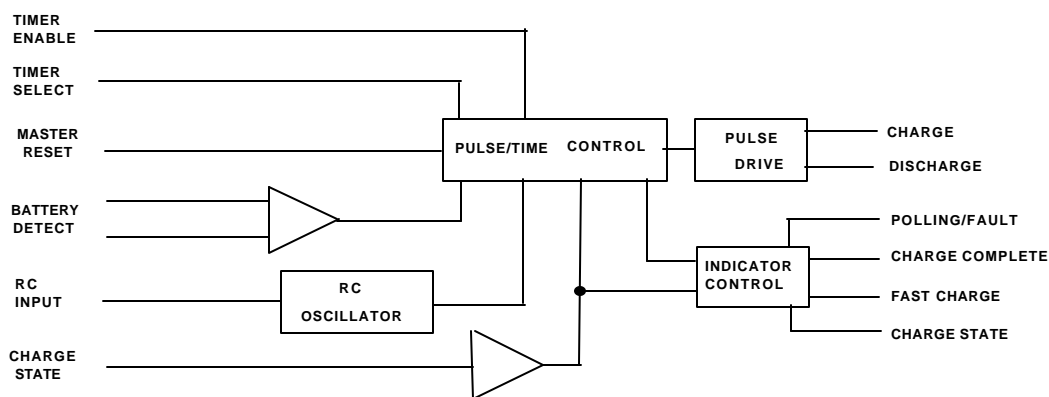 TIMER
ENABLE
TIMER
SELECT
MASTER
RESET
BATTERY
DETECT
RC
INPUT
CHARGE
STATE
PULSE/TIME CONTROL
RC
OSCILLATOR
PULSE
DRIVE
INDICATOR
CONTROL
CHARGE
DISCHARGE
POLLING/FAULT
CHARGE COMPLETE
FAST CHARGE
CHARGE STATE